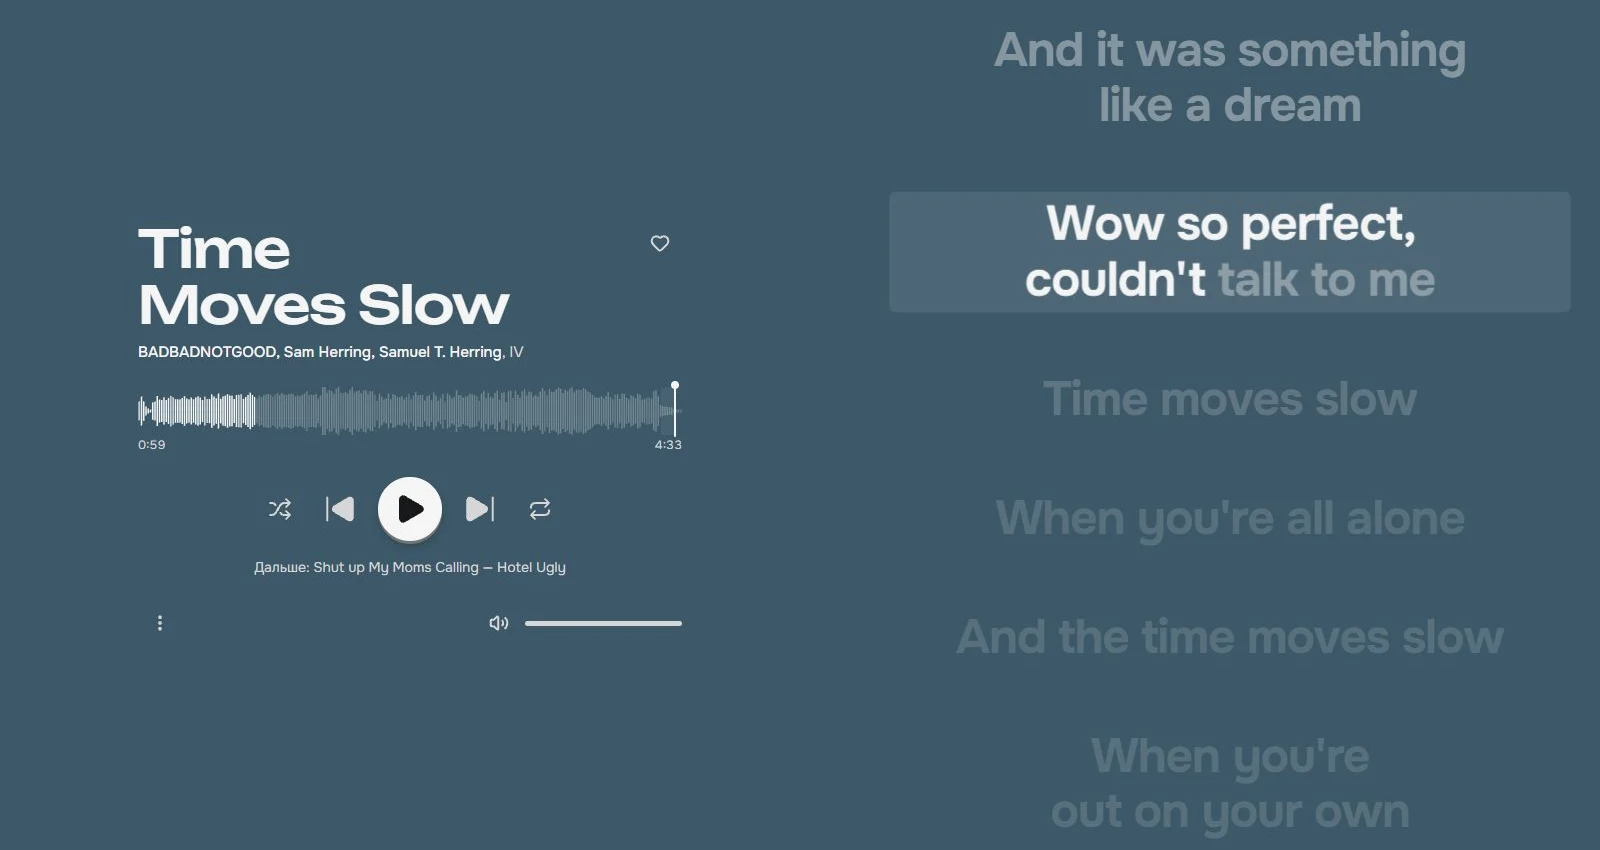 Time
Moves Slow
BADBADNOTGOOD, Sam Herring, Samuel T. Herring, IV
0:59
4:33
Дальше: Shut up My Moms Calling — Hotel Ugly
And it was something
like a dream
Wow so perfect,
couldn't talk to me
Time moves slow
When you're all alone
And the time moves slow
When you're
out on your own